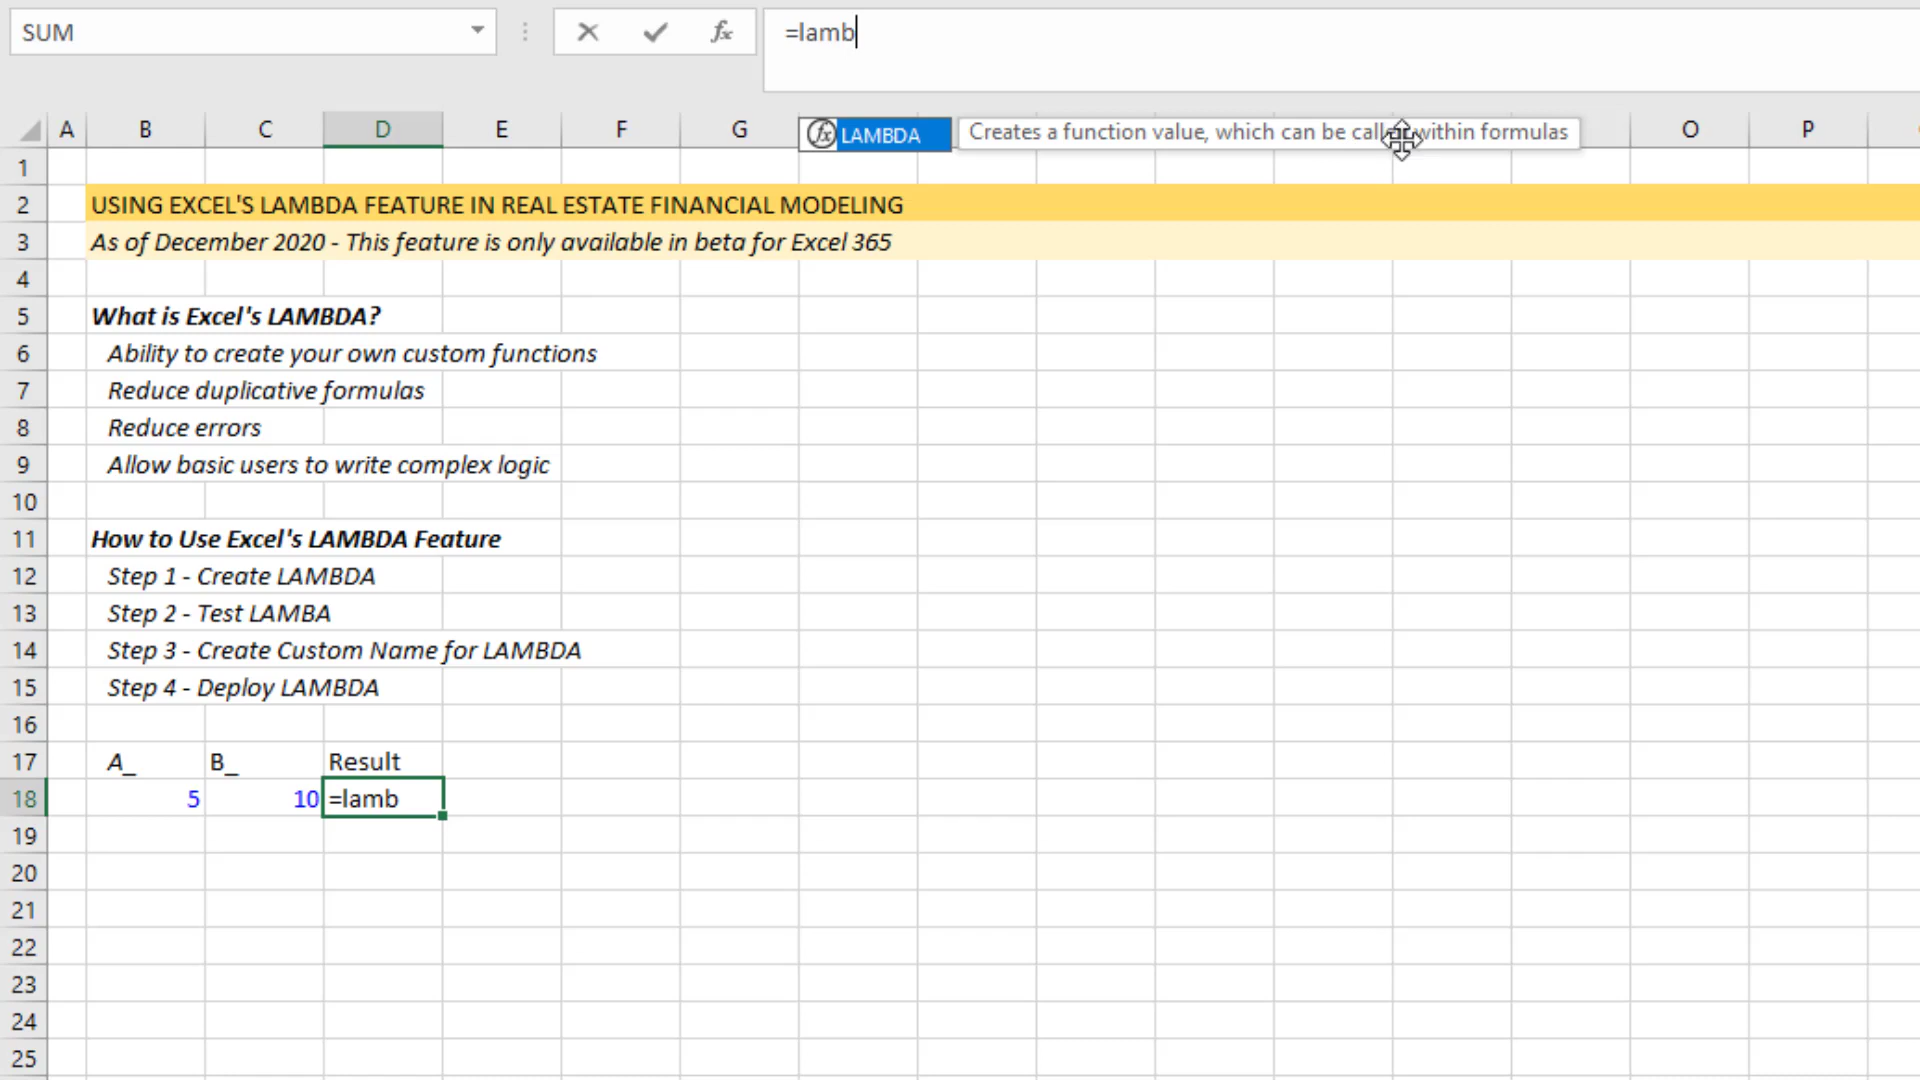 SUM
fx
=lamb
A B C D E F G O P
LAMBDA
Creates a function value, which can be call within formulas
1
2 USING EXCEL'S LAMBDA FEATURE IN REAL ESTATE FINANCIAL MODELING
3 As of December 2020 - This feature is only available in beta for Excel 365
4
5 What is Excel's LAMBDA?
6 Ability to create your own custom functions
7 Reduce duplicative formulas
8 Reduce errors
9 Allow basic users to write complex logic
10
11 How to Use Excel's LAMBDA Feature
12 Step 1 - Create LAMBDA
13 Step 2 - Test LAMBA
14 Step 3 - Create Custom Name for LAMBDA
15 Step 4 - Deploy LAMBDA
16
17 A_ B_ Result
18 5 10 =lamb
19
20
21
22
23
24
25